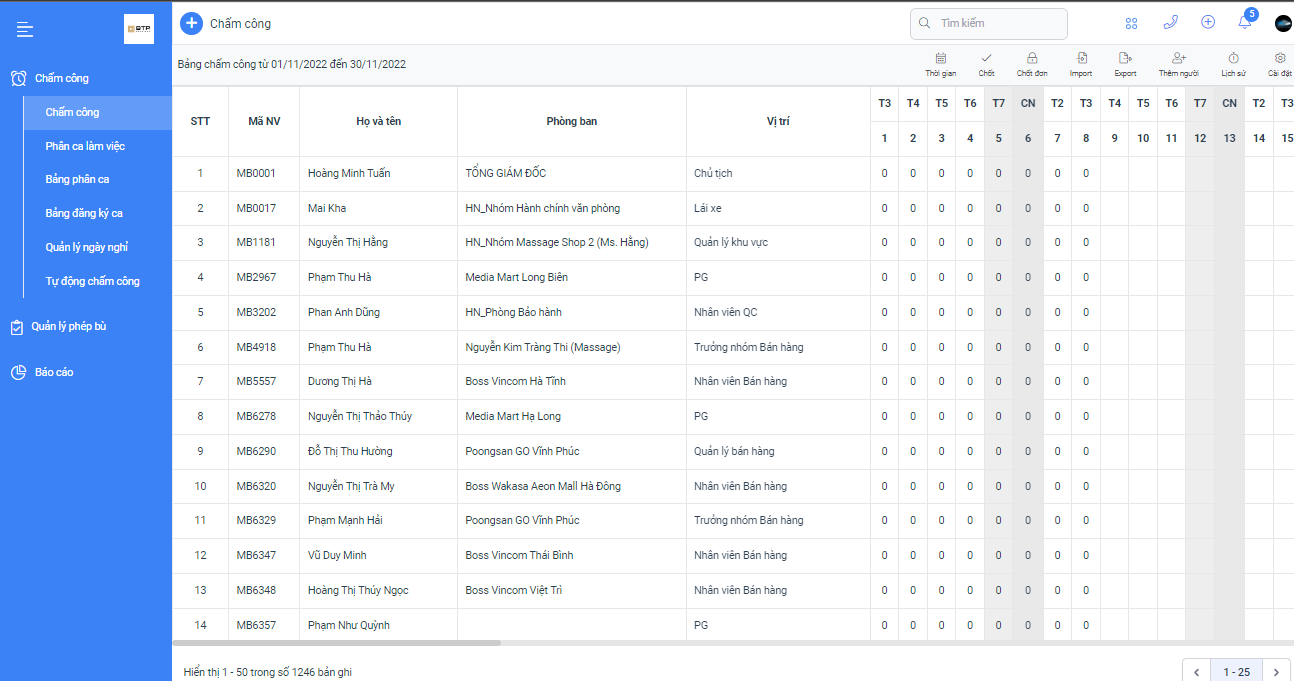 BTP
Chấm công
Chấm công
Phân ca làm việc
Bảng phân ca
Bảng đăng ký ca
Quản lý ngày nghỉ
Tự động chấm công
Quản lý phép bù
Báo cáo
Chấm công
Tìm kiếm
5
Bảng chấm công từ 01/11/2022 đến 30/11/2022
Thời gian Chốt Chốt đơn Import Export Thêm người Lịch sử Cài đặt
STT Mã NV Họ và tên Phòng ban Vị trí T3 T4 T5 T6 T7 CN T2 T3 T4 T5 T6 T7 CN T2 T3
1 2 3 4 5 6 7 8 9 10 11 12 13 14 15
1 MB0001 Hoàng Minh Tuấn TỔNG GIÁM ĐỐC Chủ tịch 0 0 0 0 0 0 0 0
2 MB0017 Mai Kha HN_Nhóm Hành chính văn phòng Lái xe 0 0 0 0 0 0 0 0
3 MB1181 Nguyễn Thị Hằng HN_Nhóm Massage Shop 2 (Ms. Hằng) Quản lý khu vực 0 0 0 0 0 0 0 0
4 MB2967 Phạm Thu Hà Media Mart Long Biên PG 0 0 0 0 0 0 0 0
5 MB3202 Phan Anh Dũng HN_Phòng Bảo hành Nhân viên QC 0 0 0 0 0 0 0 0
6 MB4918 Phạm Thu Hà Nguyễn Kim Tràng Thi (Massage) Trưởng nhóm Bán hàng 0 0 0 0 0 0 0 0
7 MB5557 Dương Thị Hà Boss Vincom Hà Tĩnh Nhân viên Bán hàng 0 0 0 0 0 0 0 0
8 MB6278 Nguyễn Thị Thảo Thúy Media Mart Hạ Long PG 0 0 0 0 0 0 0 0
9 MB6290 Đỗ Thị Thu Hường Poongsan GO Vĩnh Phúc Quản lý bán hàng 0 0 0 0 0 0 0 0
10 MB6320 Nguyễn Thị Trà My Boss Wakasa Aeon Mall Hà Đông Nhân viên Bán hàng 0 0 0 0 0 0 0 0
11 MB6329 Phạm Mạnh Hải Poongsan GO Vĩnh Phúc Trưởng nhóm Bán hàng 0 0 0 0 0 0 0 0
12 MB6347 Vũ Duy Minh Boss Vincom Thái Bình Nhân viên Bán hàng 0 0 0 0 0 0 0 0
13 MB6348 Hoàng Thị Thúy Ngọc Boss Vincom Việt Trì Nhân viên Bán hàng 0 0 0 0 0 0 0 0
14 MB6357 Phạm Như Quỳnh PG 0 0 0 0 0 0 0 0
Hiển thị 1 - 50 trong số 1246 bản ghi
1 - 25